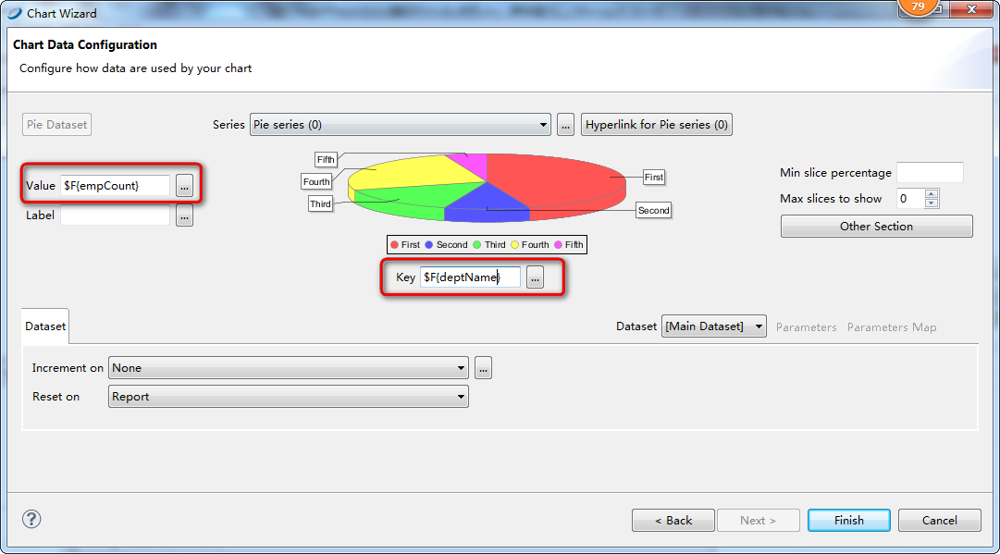 Chart Wizard
79
Chart Data Configuration
Configure how data are used by your chart
Pie Dataset
Series Pie series (0) ... Hyperlink for Pie series (0)
Value $F{empCount} ...
Label ...
Fifth
Fourth
Third
First
Second
Min slice percentage
Max slices to show 0
Other Section
First Second Third Fourth Fifth
Key $F{deptName} ...
Dataset
Dataset [Main Dataset] Parameters Parameters Map
Increment on None ...
Reset on Report
?
< Back Next > Finish Cancel